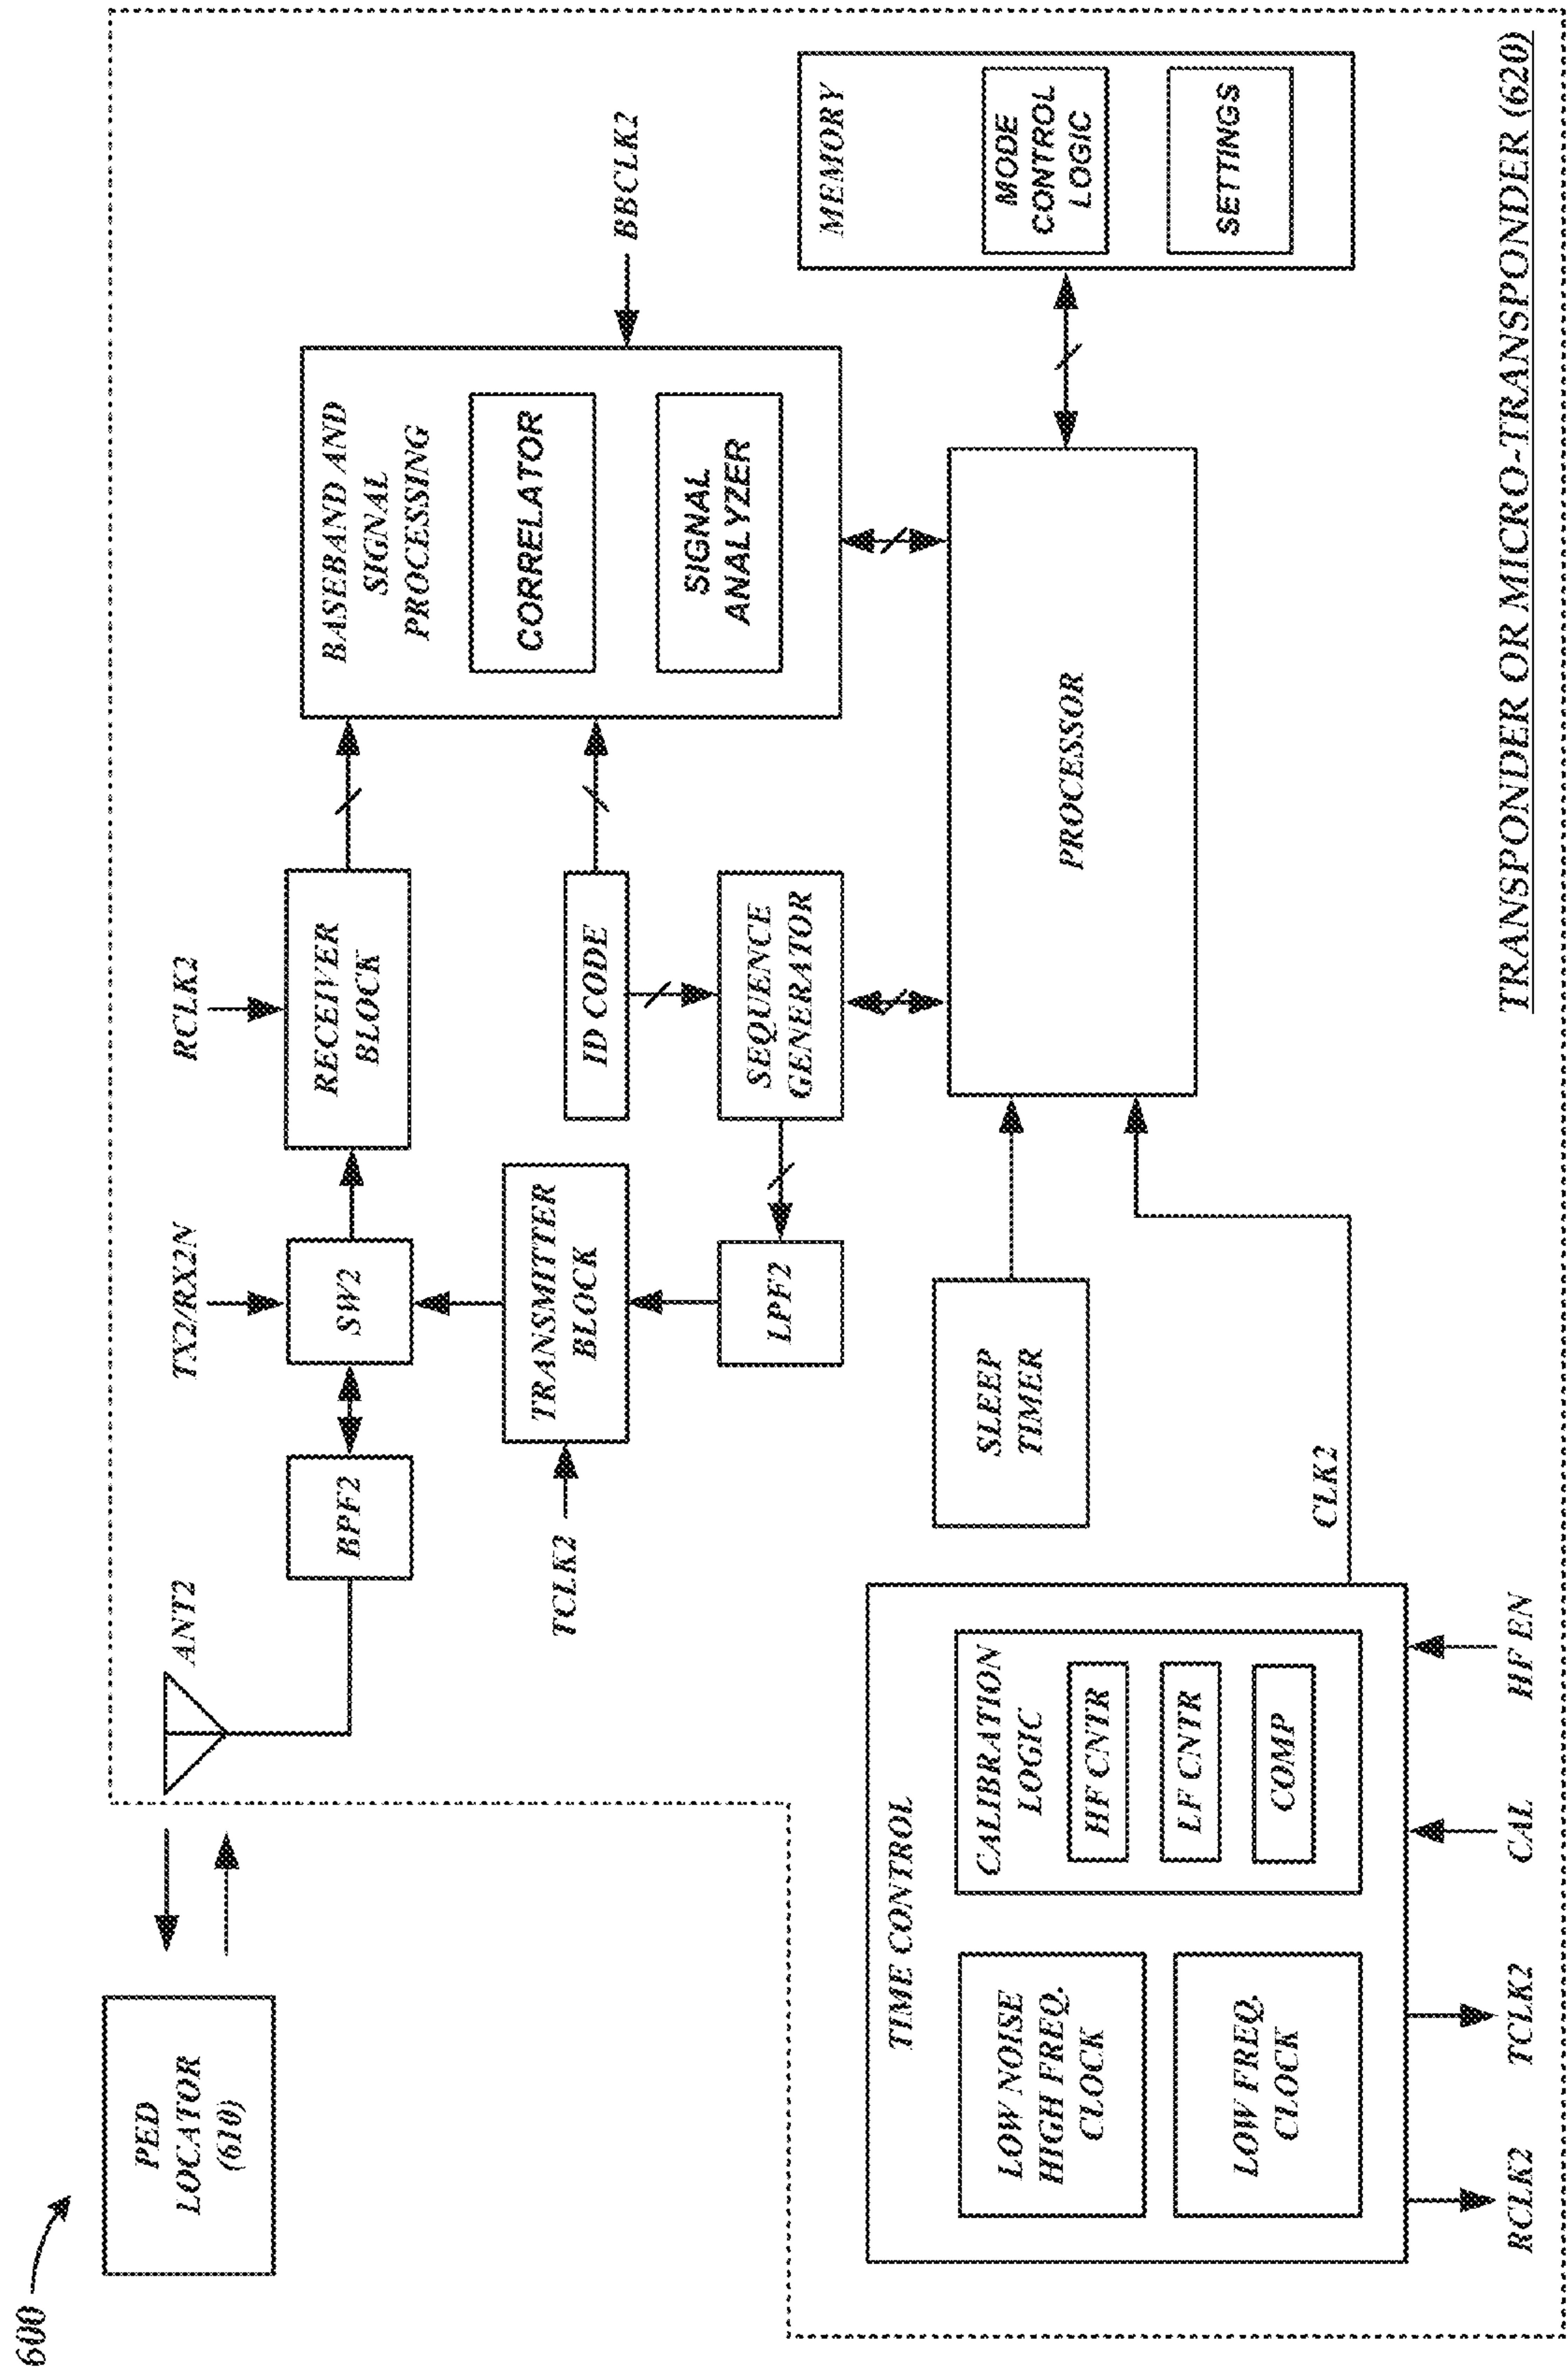 600
PED
LOCATOR
(610)
ANT2
BPF2
TX2/RX2N
SW2
RCLK2
RECEIVER
BLOCK
BASEBAND AND
SIGNAL
PROCESSING
CORRELATOR
SIGNAL
ANALYZER
BBCLK2
TCLK2
TRANSMITTER
BLOCK
ID CODE
LPF2
SEQUENCE
GENERATOR
MEMORY
MODE
CONTROL
LOGIC
SETTINGS
SLEEP
TIMER
PROCESSOR
TIME CONTROL
LOW NOISE
HIGH FREQ.
CLOCK
LOW FREQ.
CLOCK
CALIBRATION
LOGIC
HF CNTR
LF CNTR
COMP
CLK2
RCLK2
TCLK2
CAL
HF EN
TRANSPONDER OR MICRO-TRANSPONDER (620)